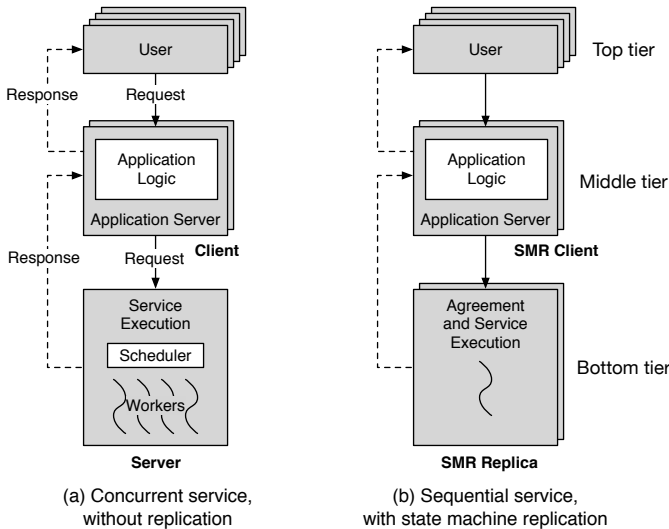 User
Response
Request
Application
Logic
Application Server
Client
Response
Request
Service
Execution
Scheduler
Workers
Server
(a) Concurrent service,
without replication
User
Top tier
Application
Logic
Middle tier
Application Server
SMR Client
Agreement
and Service
Execution
Bottom tier
SMR Replica
(b) Sequential service,
with state machine replication